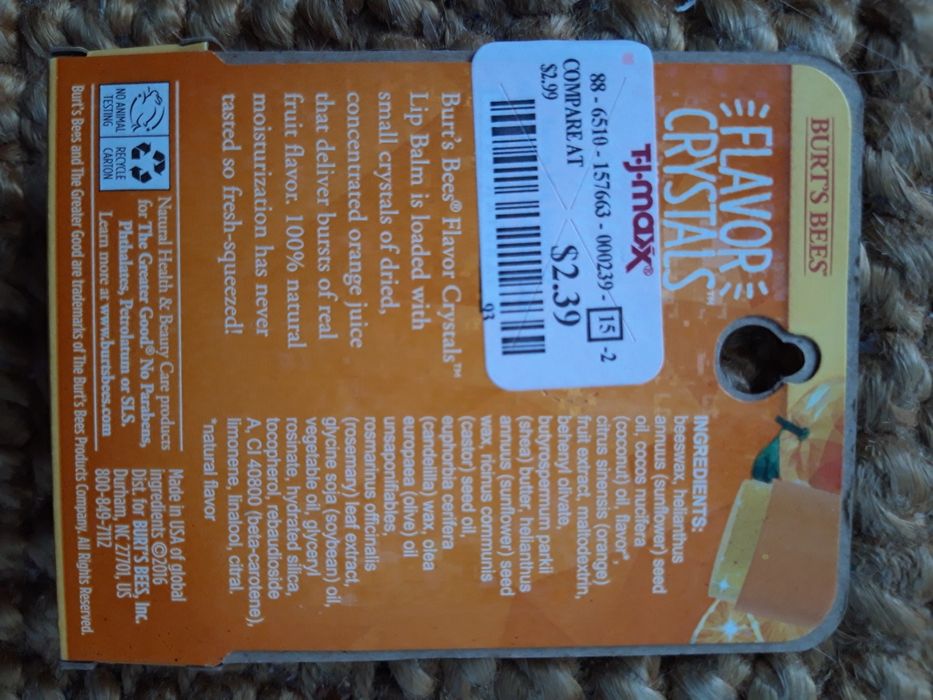 BURT'S BEES®
FLAVOR
CRYSTALS™
T·J·maxx®
88 - 6510 - 157663 - 000239 - 15 -2
COMPARE AT
$2.99
$2.39
93
Burt's Bees® Flavor Crystals™
Lip Balm is loaded with
small crystals of dried,
concentrated orange juice
that deliver bursts of real
fruit flavor. 100% natural
moisturization has never
tasted so fresh-squeezed!
INGREDIENTS:
beeswax, helianthus
annuus (sunflower) seed
oil, cocos nucifera
(coconut) oil, flavor*,
citrus sinensis (orange)
fruit extract, maltodextrin,
behenyl olivate,
butyrospermum parkii
(shea) butter, helianthus
annuus (sunflower) seed
wax, ricinus communis
(castor) seed oil,
euphorbia cerifera
(candelilla) wax, olea
europaea (olive) oil
unsaponifiables,
rosmarinus officinalis
(rosemary) leaf extract,
glycine soja (soybean) oil,
vegetable oil, glyceryl
rosinate, hydrated silica,
tocopherol, rebaudioside
A, CI 40800 (beta-carotene),
limonene, linalool, citral.
*natural flavor
NO ANIMAL
TESTING
RECYCLE
CARTON
Natural Health & Beauty Care products
for The Greater Good® No Parabens,
Phthalates, Petrolatum or SLS.
Learn more at www.burtsbees.com
Made in USA of global
ingredients ©2016
Dist. for BURT'S BEES, Inc.
Durham, NC 27701, US
800-849-7112
Burt's Bees and The Greater Good are trademarks of The Burt's Bees Products Company, All Rights Reserved.